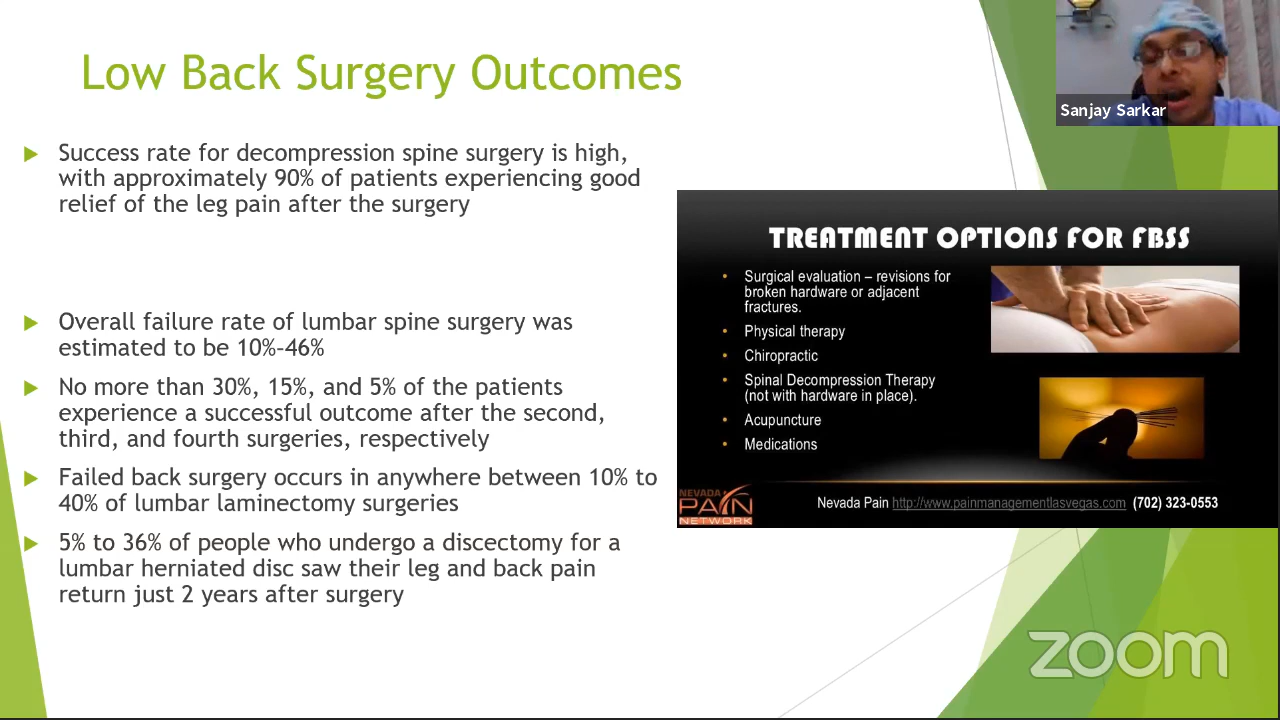 Low Back Surgery Outcomes
Sanjay Sarkar
Success rate for decompression spine surgery is high,
with approximately 90% of patients experiencing good
relief of the leg pain after the surgery
Overall failure rate of lumbar spine surgery was
estimated to be 10%–46%
No more than 30%, 15%, and 5% of the patients
experience a successful outcome after the second,
third, and fourth surgeries, respectively
Failed back surgery occurs in anywhere between 10% to
40% of lumbar laminectomy surgeries
5% to 36% of people who undergo a discectomy for a
lumbar herniated disc saw their leg and back pain
return just 2 years after surgery
TREATMENT OPTIONS FOR FBSS
Surgical evaluation – revisions for
broken hardware or adjacent
fractures.
Physical therapy
Chiropractic
Spinal Decompression Therapy
(not with hardware in place).
Acupuncture
Medications
NEVADA
PAIN
NETWORK
Nevada Pain http://www.painmanagementlasvegas.com (702) 323-0553
zoom